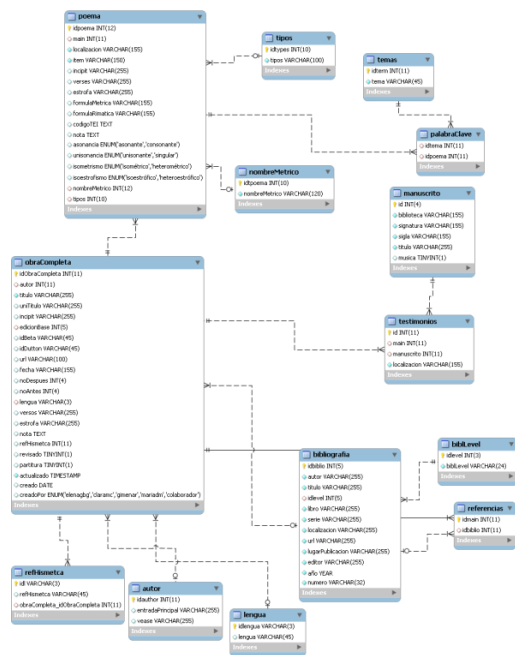 poema
idpoema INT(12)
main INT(11)
localizacion VARCHAR(155)
item VARCHAR(150)
incipit VARCHAR(255)
verses VARCHAR(255)
estrofa VARCHAR(255)
formulaMetrica VARCHAR(155)
formulaRimatica VARCHAR(155)
codigoTEI TEXT
nota TEXT
asonancia ENUM('asonante','consonante')
unisonancia ENUM('unisonante','singular')
isometrismo ENUM('isométrico','heterométrico')
isoestrofismo ENUM('isoestrófico','heteroestrófico')
nombreMetrico INT(12)
tipos INT(10)
Indexes
tipos
idtypes INT(10)
tipos VARCHAR(100)
Indexes
temas
idterm INT(11)
tema VARCHAR(45)
Indexes
palabraClave
idtema INT(11)
idpoema INT(11)
Indexes
nombreMetrico
idtpoema INT(10)
nombreMetrico VARCHAR(120)
Indexes
manuscrito
id INT(4)
biblioteca VARCHAR(155)
signatura VARCHAR(155)
sigla VARCHAR(155)
titulo VARCHAR(255)
musica TINYINT(1)
Indexes
obraCompleta
idObraCompleta INT(11)
autor INT(11)
titulo VARCHAR(255)
uniTitulo VARCHAR(255)
incipit VARCHAR(255)
edicionBase INT(5)
idBeta VARCHAR(45)
idDutton VARCHAR(45)
url VARCHAR(100)
fecha VARCHAR(155)
noDespues INT(4)
noAntes INT(4)
lengua VARCHAR(3)
versos VARCHAR(255)
estrofa VARCHAR(255)
nota TEXT
refHismetca INT(11)
revisado TINYINT(1)
partitura TINYINT(1)
actualizado TIMESTAMP
creado DATE
creadoPor ENUM('elenagbg','claramc','gimenar','mariadm','colaborador')
Indexes
testimonios
id INT(11)
main INT(11)
manuscrito INT(11)
localizacion VARCHAR(155)
Indexes
bibliografia
idbiblio INT(5)
autor VARCHAR(255)
titulo VARCHAR(255)
idlevel INT(5)
libro VARCHAR(255)
serie VARCHAR(255)
localizacion VARCHAR(255)
url VARCHAR(255)
lugarPublicacion VARCHAR(255)
editor VARCHAR(255)
año YEAR
numero VARCHAR(32)
Indexes
biblLevel
idlevel INT(3)
biblLevel VARCHAR(24)
Indexes
referencias
idmain INT(11)
idbiblio INT(11)
Indexes
refHismetca
id VARCHAR(3)
refHismetca VARCHAR(45)
obraCompleta_idObraCompleta INT(11)
Indexes
autor
idauthor INT(11)
entradaPrincipal VARCHAR(255)
vease VARCHAR(255)
Indexes
lengua
idlengua VARCHAR(3)
lengua VARCHAR(45)
Indexes